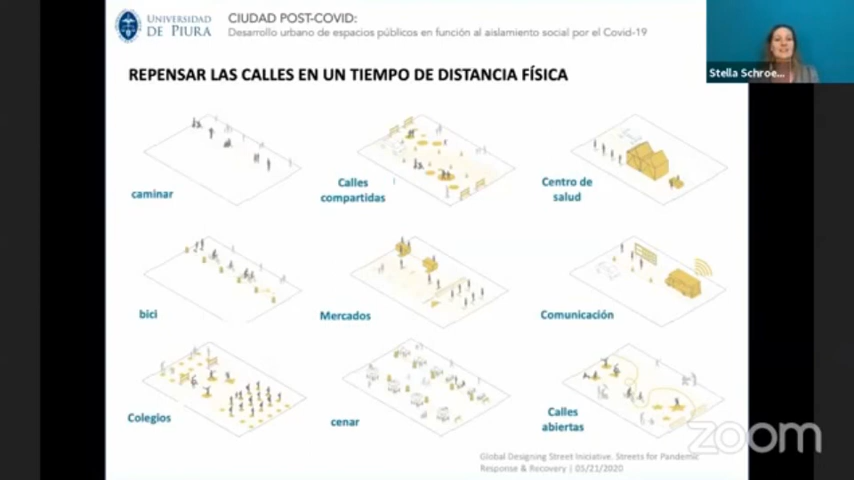 UNIVERSIDAD
DE PIURA
CIUDAD POST-COVID:
Desarrollo urbano de espacios públicos en función al aislamiento social por el Covid-19
Stella Schroe...
REPENSAR LAS CALLES EN UN TIEMPO DE DISTANCIA FÍSICA
caminar
Calles
compartidas
Centro de
salud
bici
Mercados
Comunicación
Colegios
cenar
Calles
abiertas
zoom
Global Designing Street Initiative. Streets for Pandemic
Response & Recovery | 05/21/2020